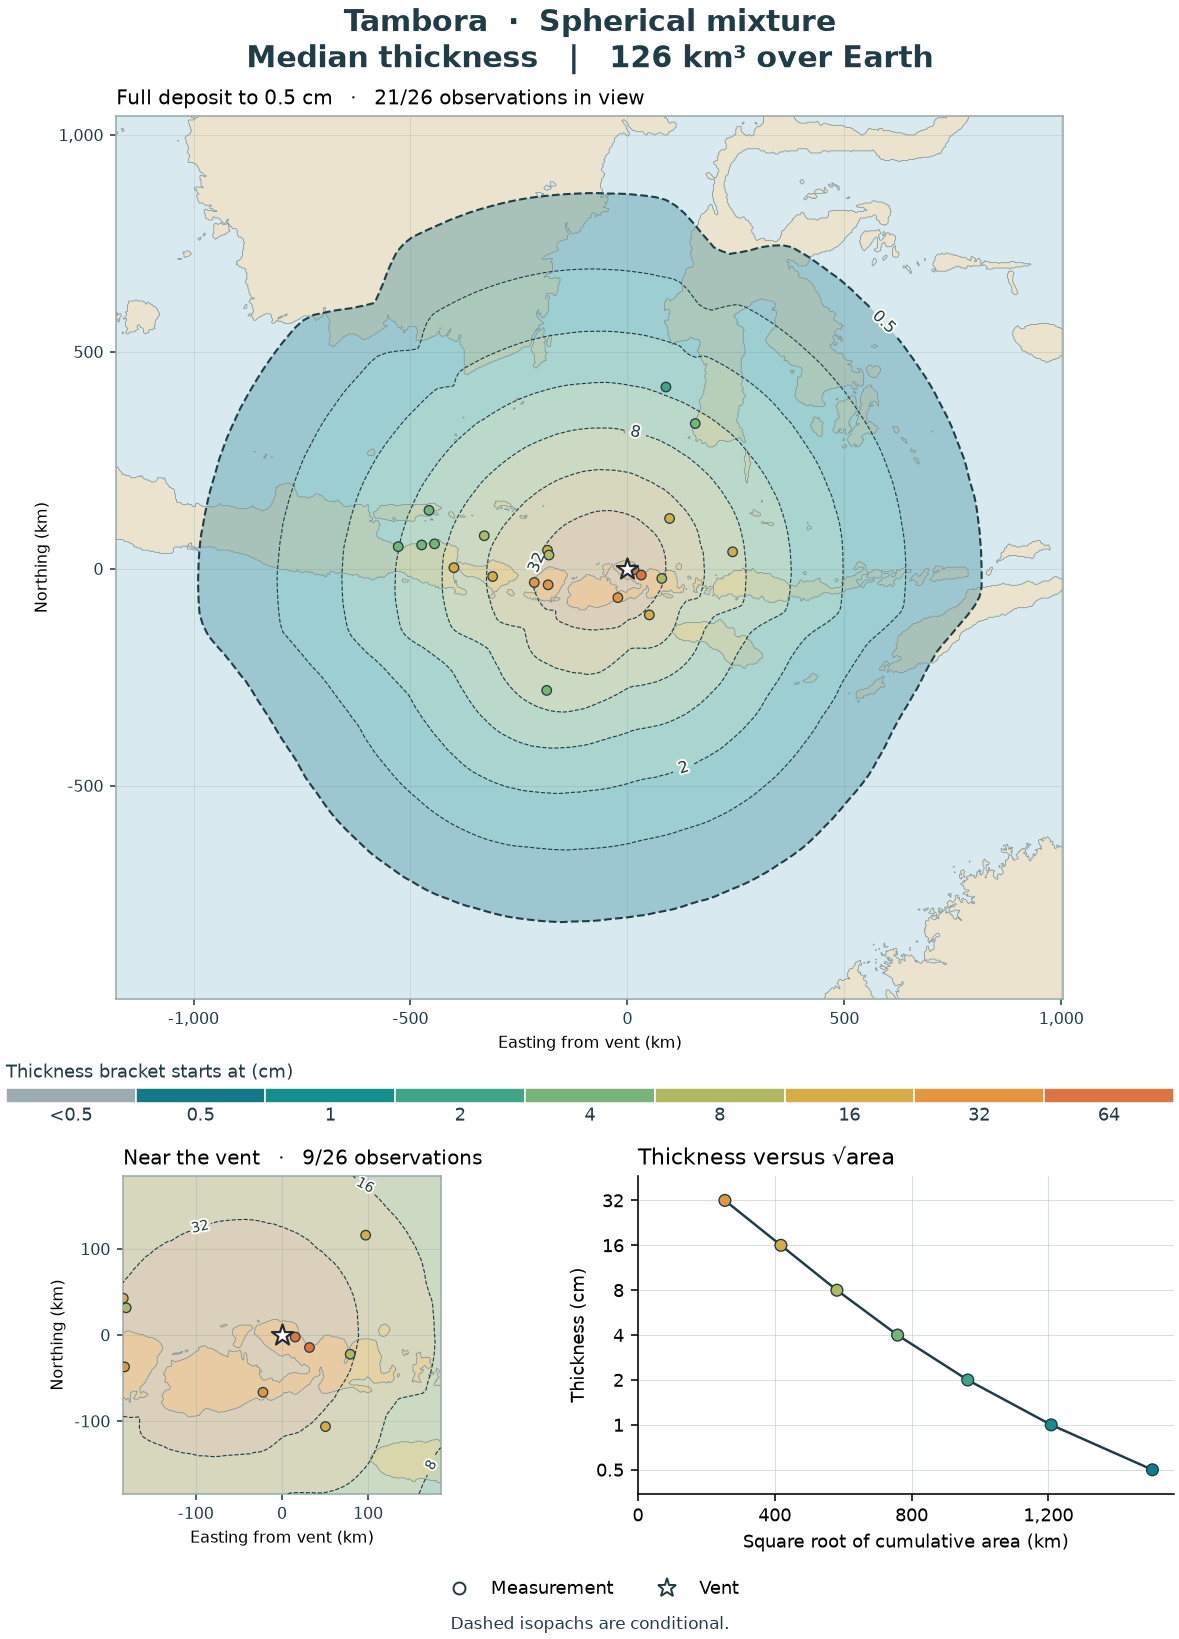 Tambora · Spherical mixture
Median thickness | 126 km³ over Earth
Full deposit to 0.5 cm · 21/26 observations in view
1,000
500
0
-500
Northing (km)
0.5
8
32
2
-1,000
-500
0
500
1,000
Easting from vent (km)
Thickness bracket starts at (cm)
<0.5
0.5
1
2
4
8
16
32
64
Near the vent · 9/26 observations
100
0
-100
Northing (km)
16
32
8
-100
0
100
Easting from vent (km)
Thickness versus √area
32
16
8
4
2
1
0.5
Thickness (cm)
0
400
800
1,200
Square root of cumulative area (km)
Measurement
Vent
Dashed isopachs are conditional.